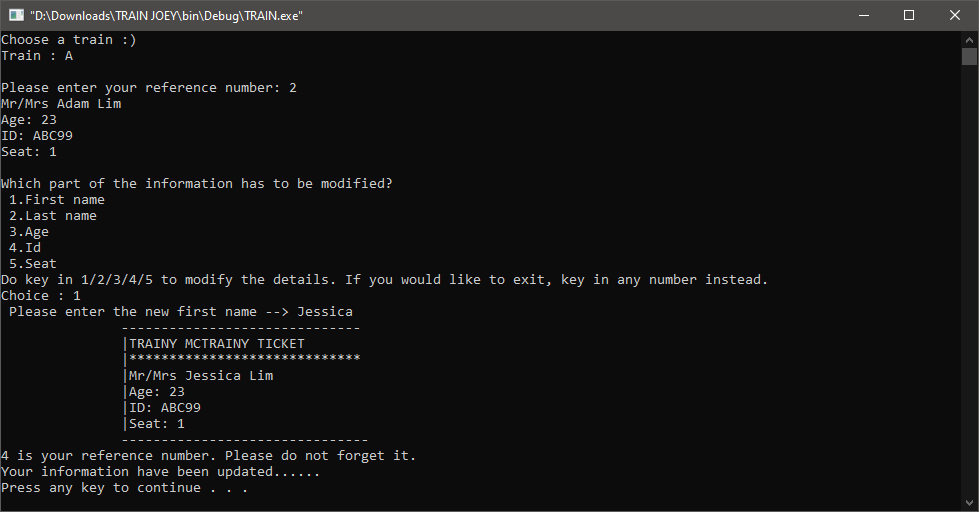 "D:\Downloads\TRAIN JOEY\bin\Debug\TRAIN.exe"
Choose a train :)
Train : A
Please enter your reference number: 2
Mr/Mrs Adam Lim
Age: 23
ID: ABC99
Seat: 1
Which part of the information has to be modified?
1.First name
2.Last name
3.Age
4.Id
5.Seat
Do key in 1/2/3/4/5 to modify the details. If you would like to exit, key in any number instead.
Choice : 1
Please enter the new first name --> Jessica
------------------------------
|TRAINY MCTRAINY TICKET
|*****************************
|Mr/Mrs Jessica Lim
|Age: 23
|ID: ABC99
|Seat: 1
-------------------------------
4 is your reference number. Please do not forget it.
Your information have been updated......
Press any key to continue . . .